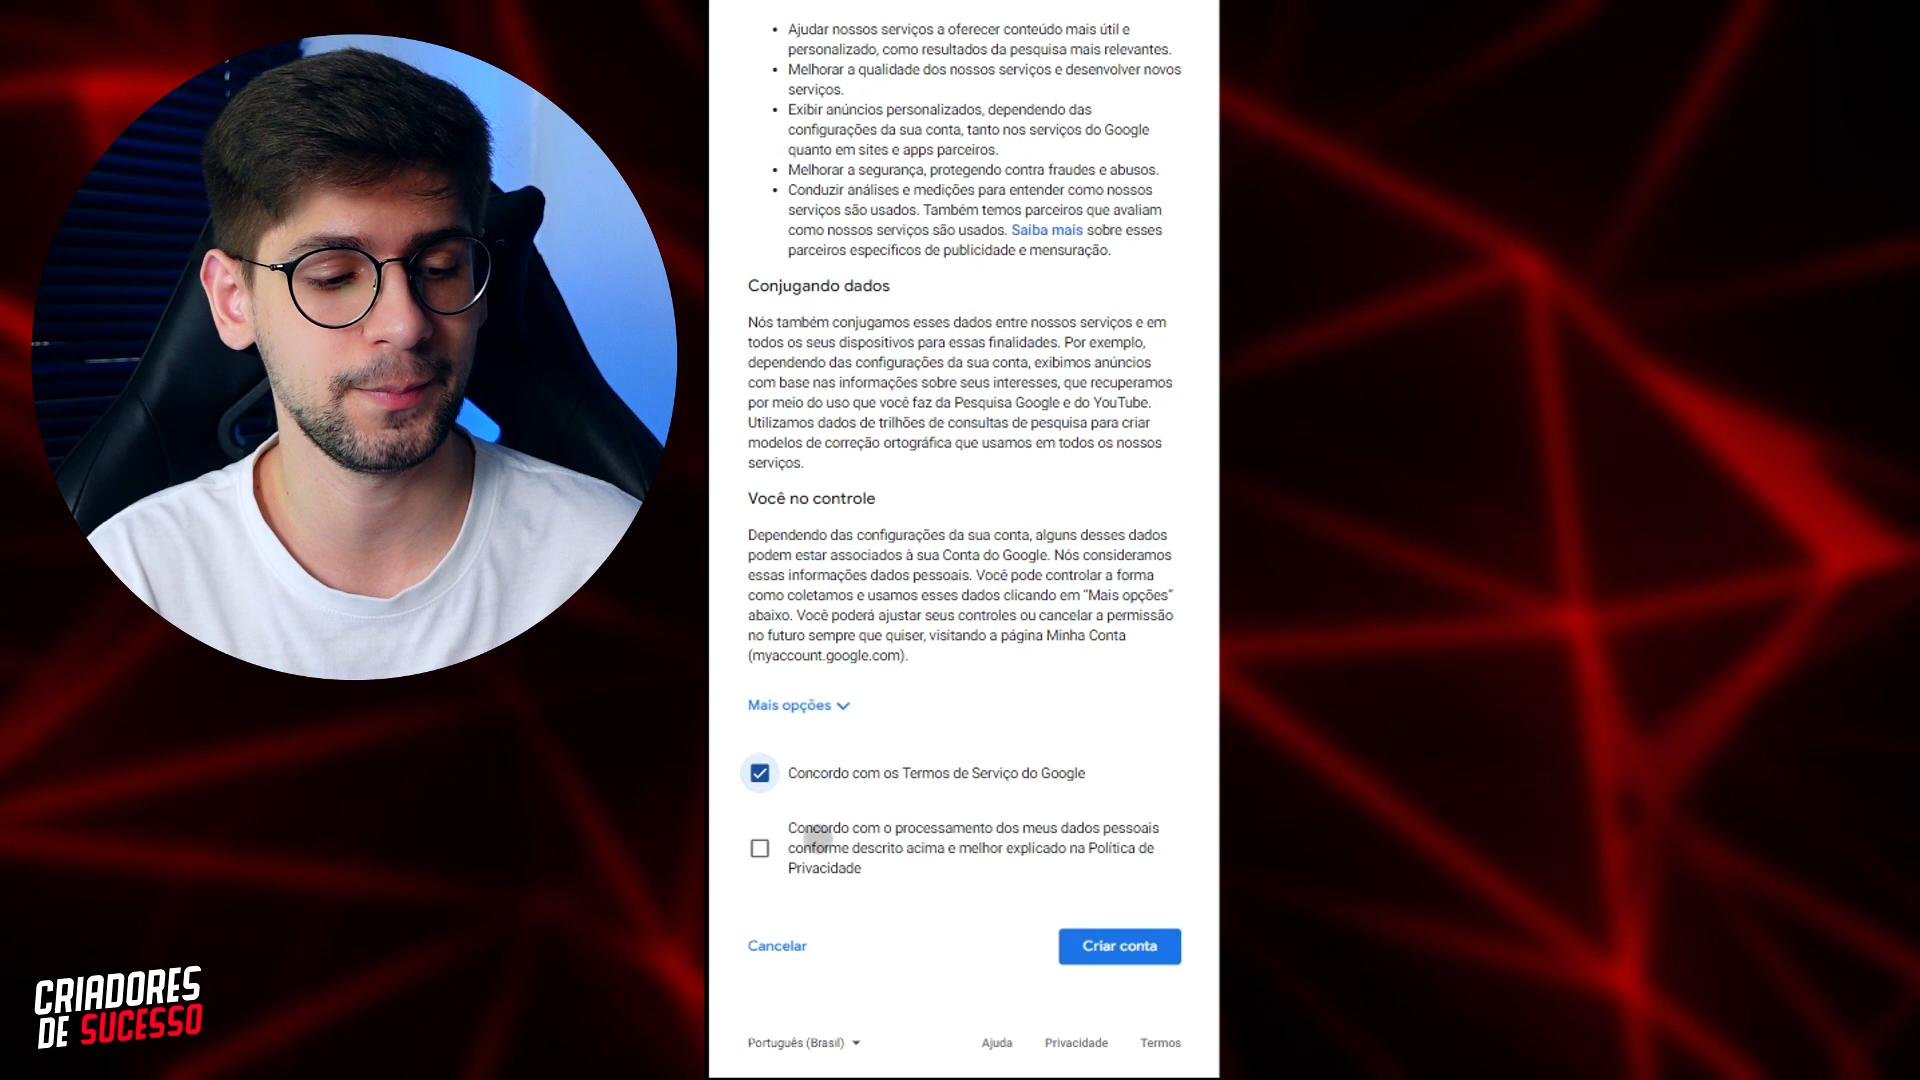 Ajudar nossos serviços a oferecer conteúdo mais útil e
personalizado, como resultados da pesquisa mais relevantes.
Melhorar a qualidade dos nossos serviços e desenvolver novos
serviços.
Exibir anúncios personalizados, dependendo das
configurações da sua conta, tanto nos serviços do Google
quanto em sites e apps parceiros.
Melhorar a segurança, protegendo contra fraudes e abusos.
Conduzir análises e medições para entender como nossos
serviços são usados. Também temos parceiros que avaliam
como nossos serviços são usados. Saiba mais sobre esses
parceiros específicos de publicidade e mensuração.
Conjugando dados
Nós também conjugamos esses dados entre nossos serviços e em
todos os seus dispositivos para essas finalidades. Por exemplo,
dependendo das configurações da sua conta, exibimos anúncios
com base nas informações sobre seus interesses, que recuperamos
por meio do uso que você faz da Pesquisa Google e do YouTube.
Utilizamos dados de trilhões de consultas de pesquisa para criar
modelos de correção ortográfica que usamos em todos os nossos
serviços.
Você no controle
Dependendo das configurações da sua conta, alguns desses dados
podem estar associados à sua Conta do Google. Nós consideramos
essas informações dados pessoais. Você pode controlar a forma
como coletamos e usamos esses dados clicando em “Mais opções”
abaixo. Você poderá ajustar seus controles ou cancelar a permissão
no futuro sempre que quiser, visitando a página Minha Conta
(myaccount.google.com).
Mais opções
Concordo com os Termos de Serviço do Google
Concordo com o processamento dos meus dados pessoais
conforme descrito acima e melhor explicado na Política de
Privacidade
Cancelar
Criar conta
Português (Brasil)
Ajuda
Privacidade
Termos
CRIADORES
DE SUCESSO